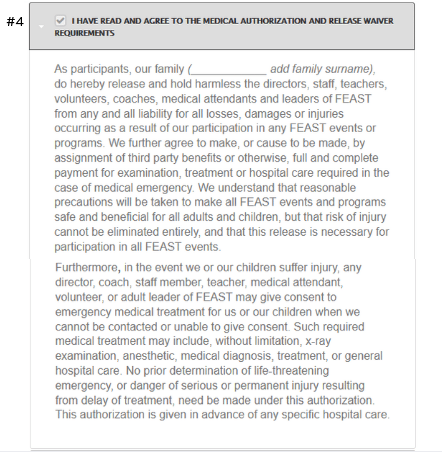 #4
I HAVE READ AND AGREE TO THE MEDICAL AUTHORIZATION AND RELEASE WAIVER
REQUIREMENTS
As participants, our family (____________ add family surname),
do hereby release and hold harmless the directors, staff, teachers,
volunteers, coaches, medical attendants and leaders of FEAST
from any and all liability for all losses, damages or injuries
occurring as a result of our participation in any FEAST events or
programs. We further agree to make, or cause to be made, by
assignment of third party benefits or otherwise, full and complete
payment for examination, treatment or hospital care required in the
case of medical emergency. We understand that reasonable
precautions will be taken to make all FEAST events and programs
safe and beneficial for all adults and children, but that risk of injury
cannot be eliminated entirely, and that this release is necessary for
participation in all FEAST events.
Furthermore, in the event we or our children suffer injury, any
director, coach, staff member, teacher, medical attendant,
volunteer, or adult leader of FEAST may give consent to
emergency medical treatment for us or our children when we
cannot be contacted or unable to give consent. Such required
medical treatment may include, without limitation, x-ray
examination, anesthetic, medical diagnosis, treatment, or general
hospital care. No prior determination of life-threatening
emergency, or danger of serious or permanent injury resulting
from delay of treatment, need be made under this authorization.
This authorization is given in advance of any specific hospital care.